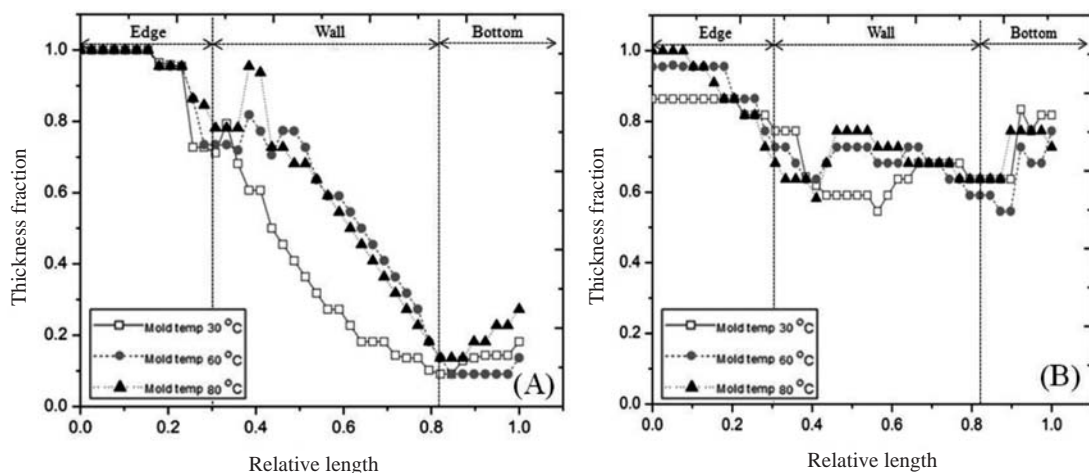 Edge Wall Bottom
1.0
0.8
0.6
0.4
0.2
0.0
Thickness fraction
Mold temp 30 °C
Mold temp 60 °C
Mold temp 80 °C
(A)
0.0 0.2 0.4 0.6 0.8 1.0
Relative length
Edge Wall Bottom
1.0
0.8
0.6
0.4
0.2
0.0
Thickness fraction
Mold temp 30 °C
Mold temp 60 °C
Mold temp 80 °C
(B)
0.0 0.2 0.4 0.6 0.8 1.0
Relative length